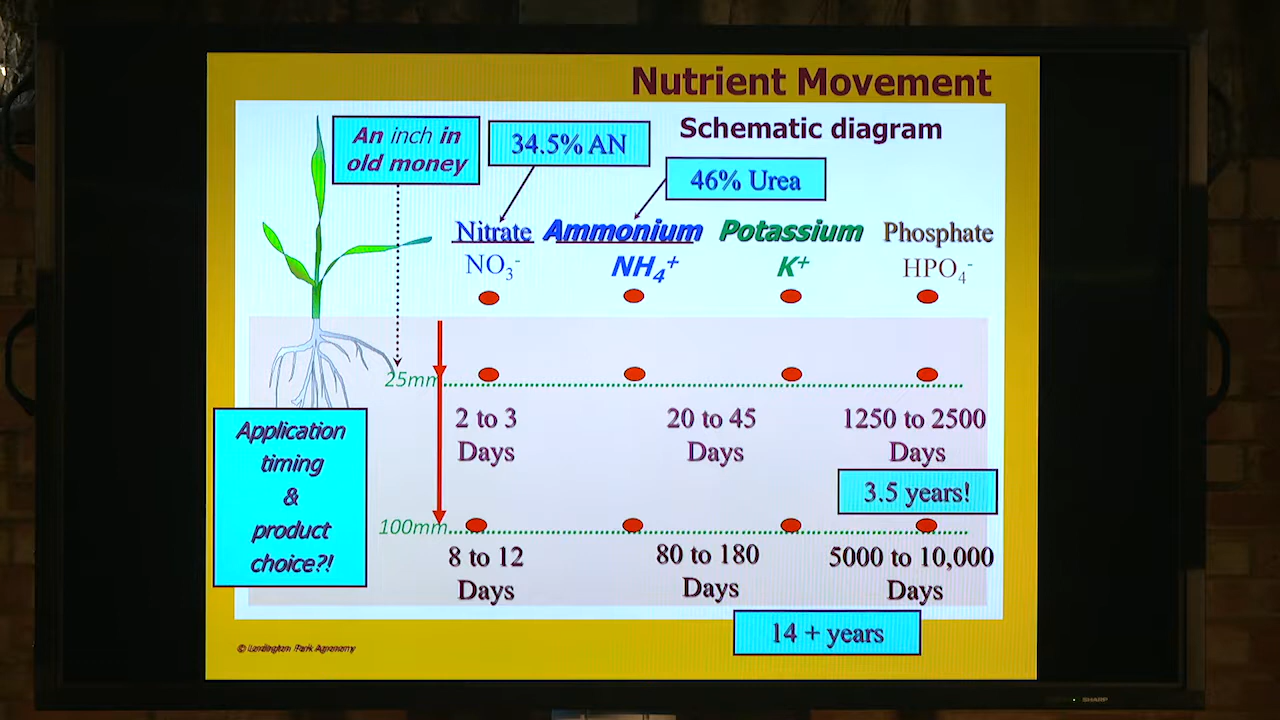 Nutrient Movement
Schematic diagram
An inch in
old money
34.5% AN
46% Urea
Nitrate
NO3-
Ammonium
NH4+
Potassium
K+
Phosphate
HPO4-
25mm
2 to 3
Days
20 to 45
Days
1250 to 2500
Days
3.5 years!
Application
timing
&
product
choice?!
100mm
8 to 12
Days
80 to 180
Days
5000 to 10,000
Days
14 + years
© Lordington Park Agronomy
SHARP